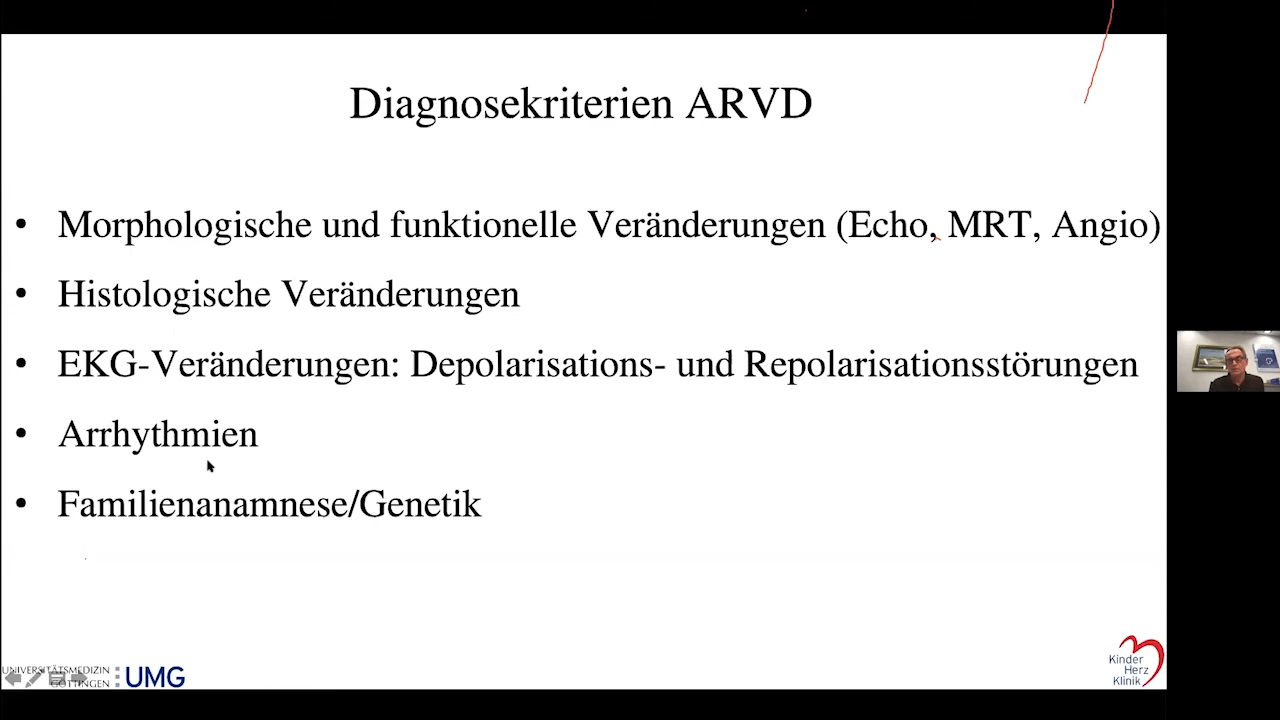 Diagnosekriterien ARVD
• Morphologische und funktionelle Veränderungen (Echo, MRT, Angio)
• Histologische Veränderungen
• EKG-Veränderungen: Depolarisations- und Repolarisationsstörungen
• Arrhythmien
• Familienanamnese/Genetik
UNIVERSITÄTSMEDIZIN
GÖTTINGEN
UMG
Kinder
Herz
Klinik